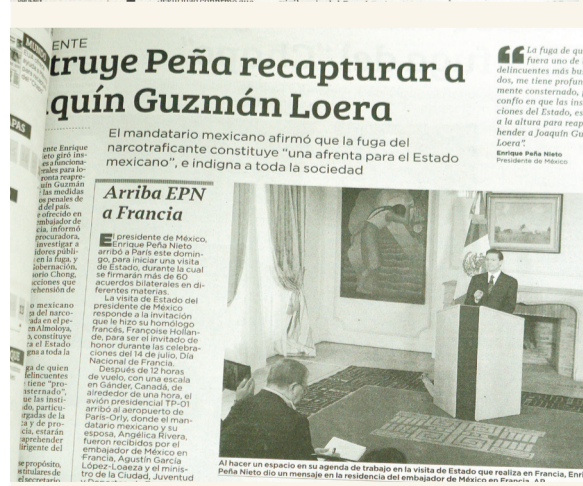 MUNDO
ENTE
truye Peña recapturar a
quín Guzmán Loera
El mandatario mexicano afirmó que la fuga del
narcotraficante constituye “una afrenta para el Estado
mexicano”, e indigna a toda la sociedad
La fuga de qu
fuera uno de
delincuentes más bus
dos, me tiene profun
mente consternado,
confío en que las ins
ciones del Estado, es
a la altura para reap
hender a Joaquín Gu
Loera”.
Enrique Peña Nieto
Presidente de México
ente Enrique
ieto giró ins-
es a funciona-
rales para lo-
ronta reapre-
uín Guzmán
las medidas
os penales de
d del país.
e ofrecido en
embajador de
cia, informó
procuradora,
investigar a
idores públi-
en la fuga, y
obernación,
sorio Chong,
cciones que
rehensión de
o mexicano
a del narco-
ada en el pe-
n Almoloya,
, constituye
ra el Estado
gna a toda la
ga de quien
delincuentes
tiene “pro-
sternado”,
ue las insti-
do, particu-
rgadas de la
a y de pro-
cia, estarán
aprehender
irigente del
se propósito,
stitulares de
el secretario
Arriba EPN
a Francia
El presidente de México,
Enrique Peña Nieto
arribó a París este domin-
go, para iniciar una visita
de Estado, durante la cual
se firmarán más de 60
acuerdos bilaterales en di-
ferentes materias.
La visita de Estado del
presidente de México
responde a la invitación
que le hizo su homólogo
francés, Françoise Hollan-
de, para ser el invitado de
honor durante las celebra-
ciones del 14 de julio, Día
Nacional de Francia.
Después de 12 horas
de vuelo, con una escala
en Gánder, Canadá, de
alrededor de una hora, el
avión presidencial TP-01
arribó al aeropuerto de
París-Orly, donde el man-
datario mexicano y su
esposa, Angélica Rivera,
fueron recibidos por el
embajador de México en
Francia, Agustín García
López-Loaeza y el minis-
tro de la Ciudad, Juventud
Al hacer un espacio en su agenda de trabajo en la visita de Estado que realiza en Francia, Enri
Peña Nieto dio un mensaje en la residencia del embajador de México en Francia. AP